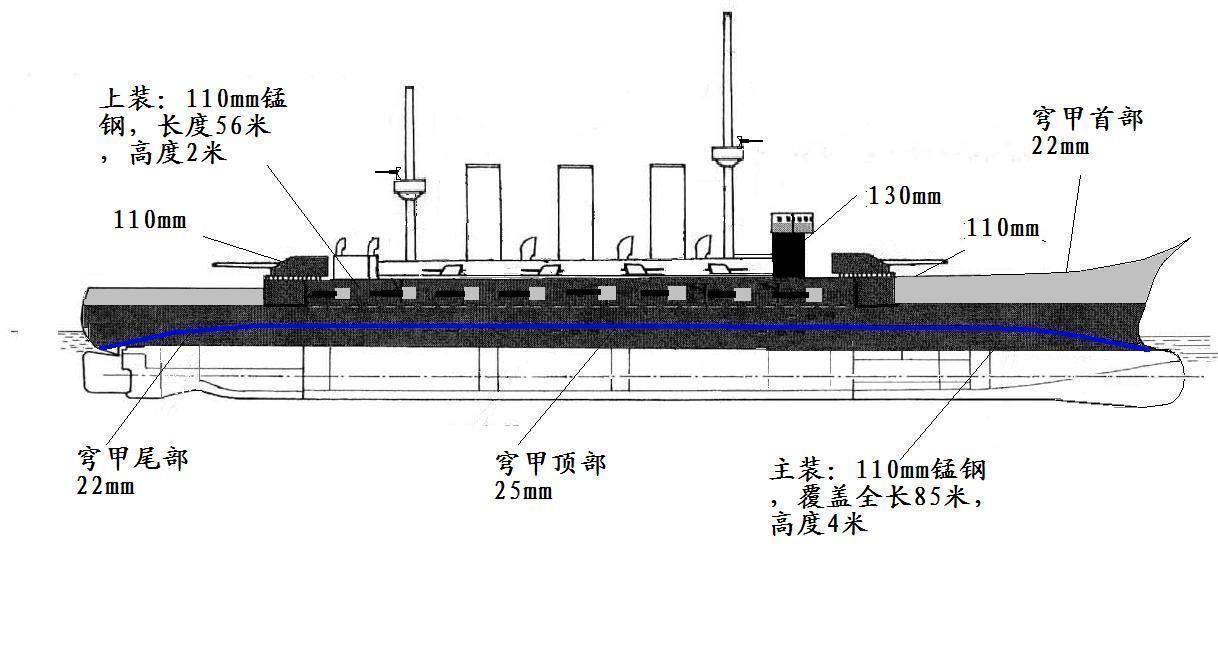 上装：110mm锰
钢，长度56米
，高度2米
110mm
穹甲首部
22mm
130mm
110mm
穹甲尾部
22mm
穹甲顶部
25mm
主装：110mm锰钢
，覆盖全长85米，
高度4米